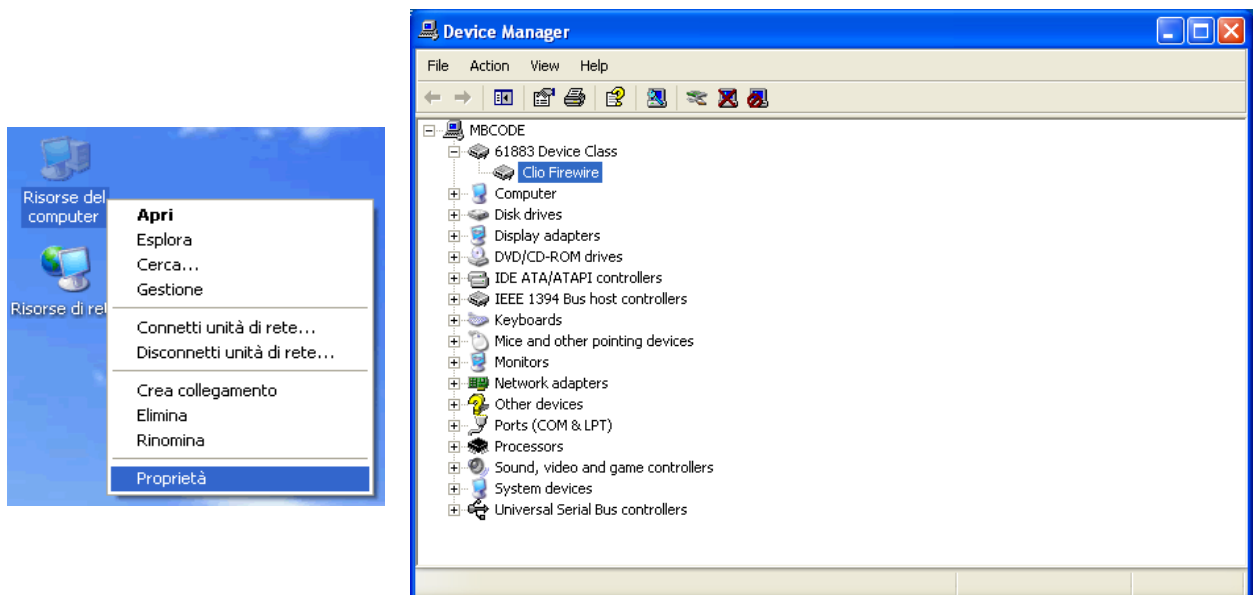 Risorse del
computer
Risorse di ret
Apri
Esplora
Cerca...
Gestione
Connetti unità di rete...
Disconnetti unità di rete...
Crea collegamento
Elimina
Rinomina
Proprietà
Device Manager
File Action View Help
MBCODE
61883 Device Class
Clio Firewire
Computer
Disk drives
Display adapters
DVD/CD-ROM drives
IDE ATA/ATAPI controllers
IEEE 1394 Bus host controllers
Keyboards
Mice and other pointing devices
Monitors
Network adapters
Other devices
Ports (COM & LPT)
Processors
Sound, video and game controllers
System devices
Universal Serial Bus controllers